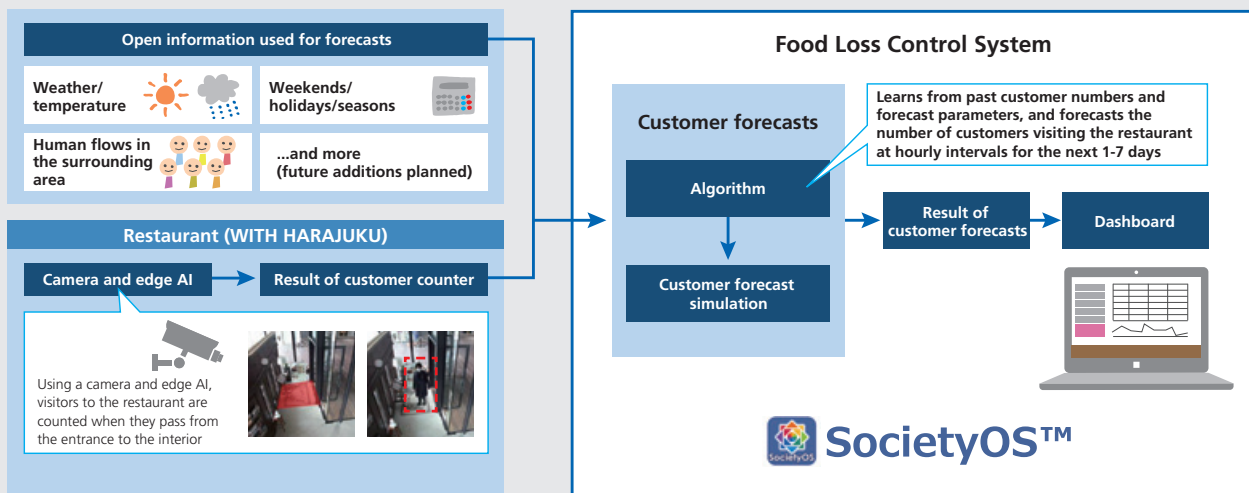 Open information used for forecasts
Weather/
temperature
Weekends/
holidays/seasons
Human flows in
the surrounding
area
...and more
(future additions planned)
Restaurant (WITH HARAJUKU)
Camera and edge AI
Result of customer counter
Using a camera and edge AI,
visitors to the restaurant are
counted when they pass from
the entrance to the interior
Food Loss Control System
Customer forecasts
Learns from past customer numbers and
forecast parameters, and forecasts the
number of customers visiting the restaurant
at hourly intervals for the next 1-7 days
Algorithm
Customer forecast
simulation
Result of
customer forecasts
Dashboard
SocietyOS
SocietyOS™